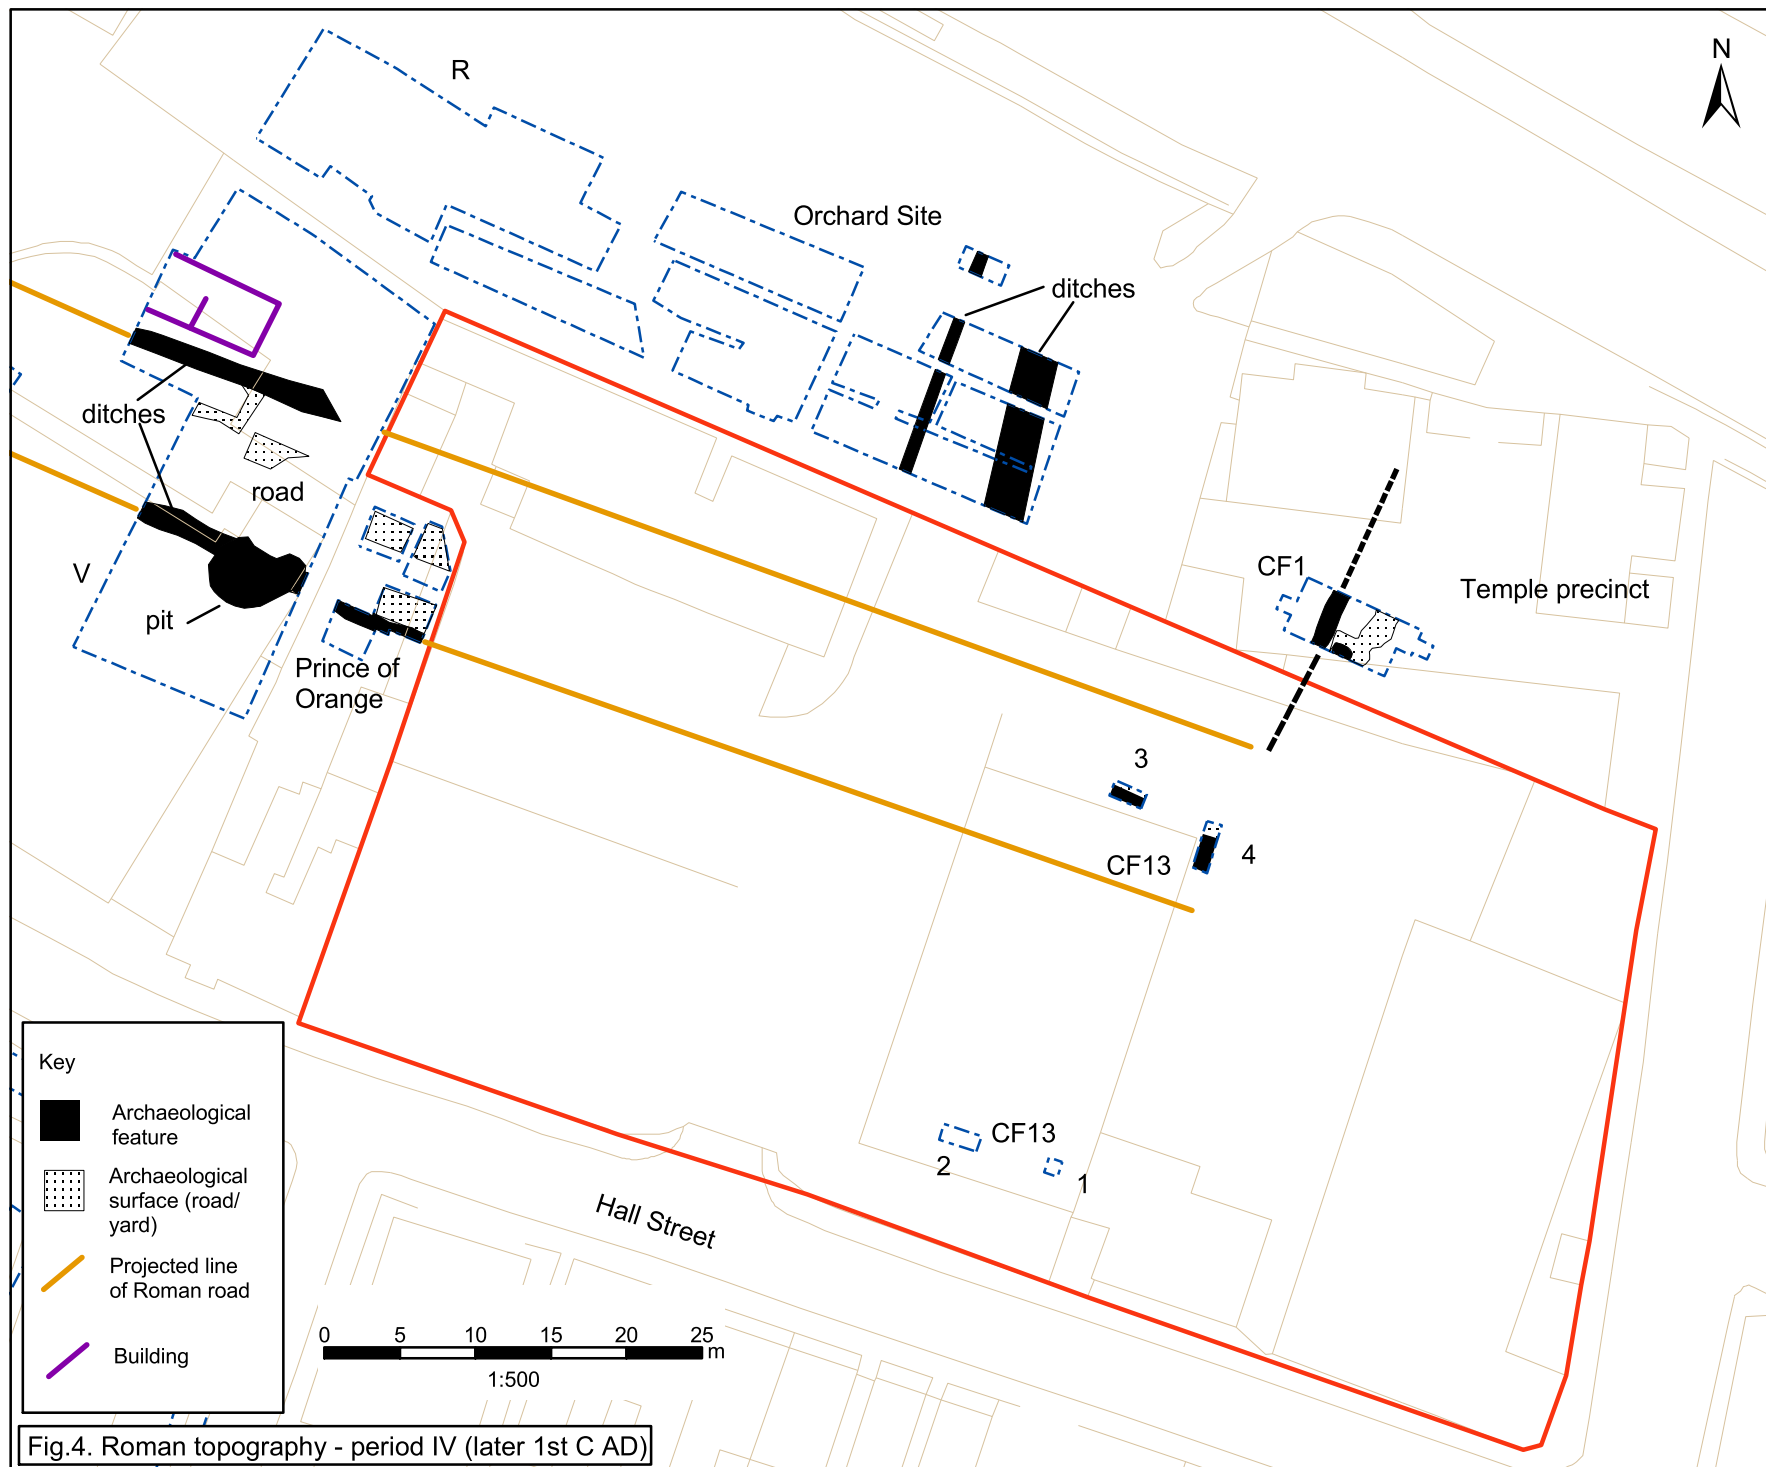 N
R
Orchard Site
ditches
ditches
road
V
pit
Prince of
Orange
CF1
Temple precinct
3
CF13
4
CF13
2
1
Hall Street
Key
Archaeological
feature
Archaeological
surface (road/
yard)
Projected line
of Roman road
Building
0 5 10 15 20 25
m
1:500
Fig.4. Roman topography - period IV (later 1st C AD)